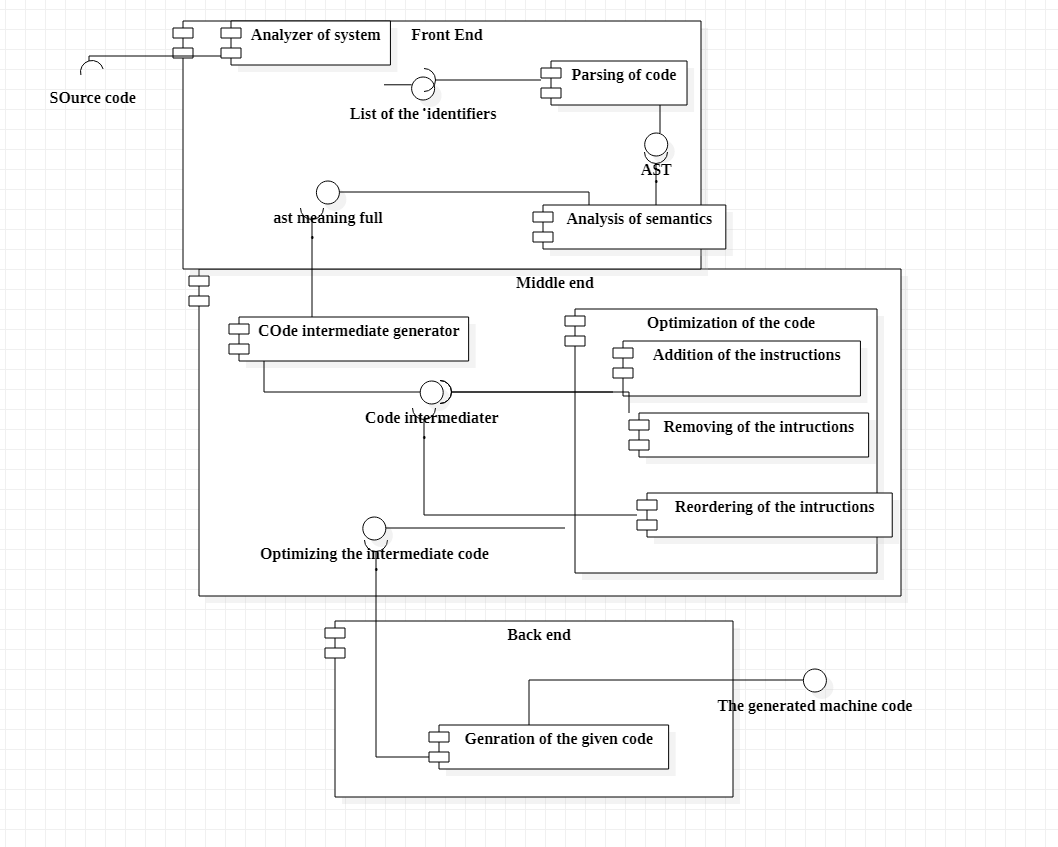 Analyzer of system
Front End
Parsing of code
SOurce code
List of the 'identifiers
AST
ast meaning full
Analysis of semantics
Middle end
COde intermediate generator
Optimization of the code
Addition of the instructions
Code intermediater
Removing of the intructions
Reordering of the intructions
Optimizing the intermediate code
Back end
The generated machine code
Genration of the given code